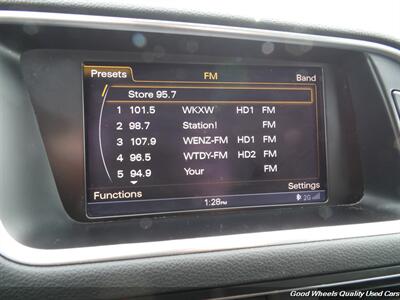 Presets FM Band
Store 95.7
1 101.5 WKXW HD1 FM
2 98.7 Station! FM
3 107.9 WENZ-FM HD1 FM
4 96.5 WTDY-FM HD2 FM
5 94.9 Your FM
Functions Settings
1:28PM 2G
Good Wheels Quality Used Cars